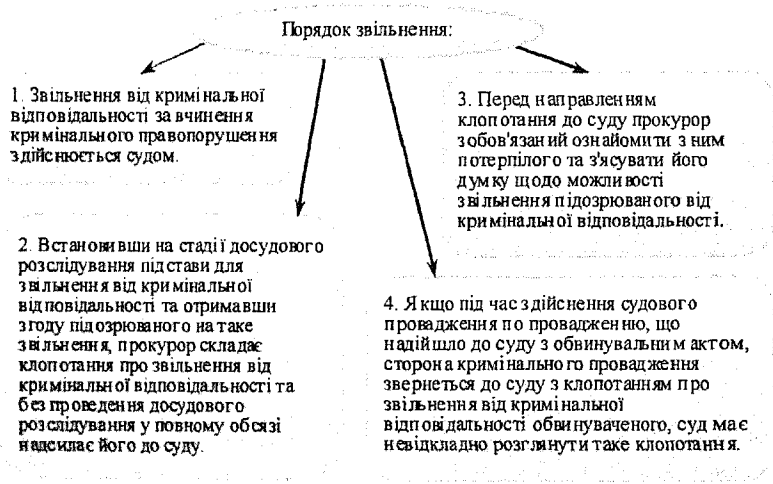 Порядок звільнення:
1. Звільнення від кримінальної
відповідальності за вчинення
кримінального правопорушення
здійснюється судом.
2. Встановивши на стадії досудового
розслідування підстави для
звільнення від кримінальної
відповідальності та отримавши
згоду підозрюваного на таке
звільнення, прокурор складає
клопотання про звільнення від
кримінальної відповідальності та
без проведення досудового
розслідування у повному обсязі
надсилає його до суду.
3. Перед направленням
клопотання до суду прокурор
зобов'язаний ознайомити з ним
потерпілого та з'ясувати його
думку щодо можливості
звільнення підозрюваного від
кримінальної відповідальності.
4. Якщо під час здійснення судового
провадження по провадженню, що
надійшло до суду з обвинувальним актом,
сторона кримінального провадження
звернеться до суду з клопотанням про
звільнення від кримінальної
відповідальності обвинуваченого, суд має
невідкладно розглянути таке клопотання.